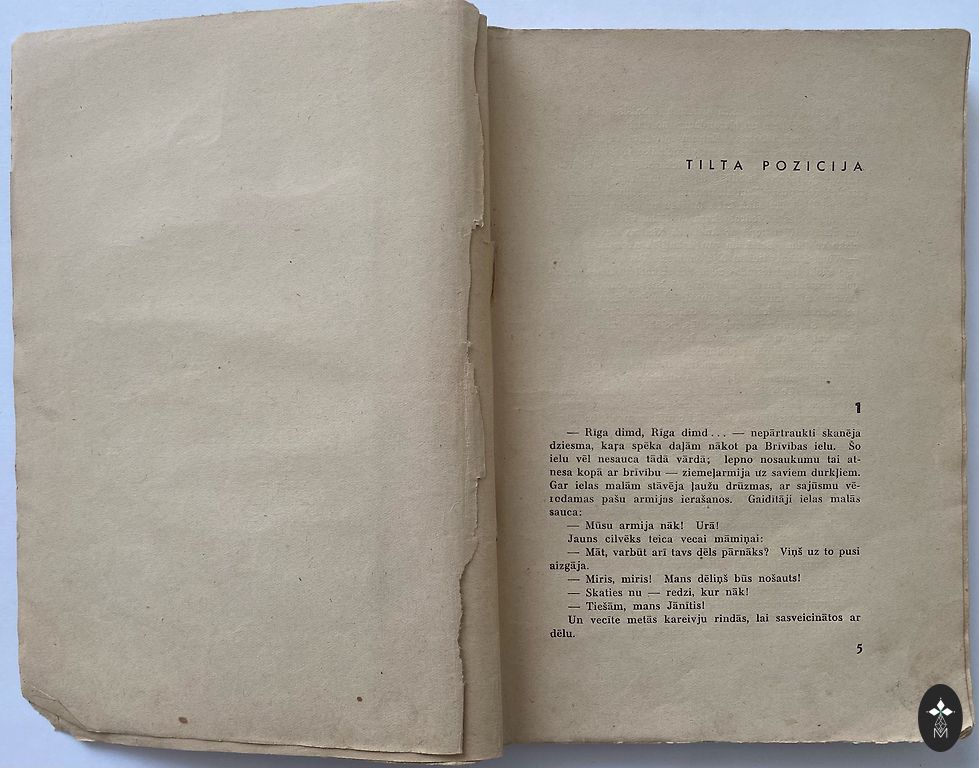 TILTA POZICIJA
1
— Rīga dimd, Rīga dimd... — nepārtraukti skanēja
dziesma, kaŗa spēka daļām nākot pa Brīvības ielu. Šo
ielu vēl nesauca tādā vārdā; lepno nosaukumu tai at-
nesa kopā ar brīvību — ziemeļarmija uz saviem durkļiem.
Gar ielas malām stāvēja ļaužu drūzmas, ar sajūsmu vē-
rodamas pašu armijas ierašanos. Gaidītāji ielas malās
sauca:
— Mūsu armija nāk! Urā!
Jauns cilvēks teica vecai māmiņai:
— Māt, varbūt arī tavs dēls pārnāks? Viņš uz to pusi
aizgāja.
— Miris, miris! Mans dēliņš būs nošauts!
— Skaties nu — redzi, kur nāk!
— Tiešām, mans Jānītis!
Un vecīte metās kareivju rindās, lai sasveicinātos ar
dēlu.
5
M